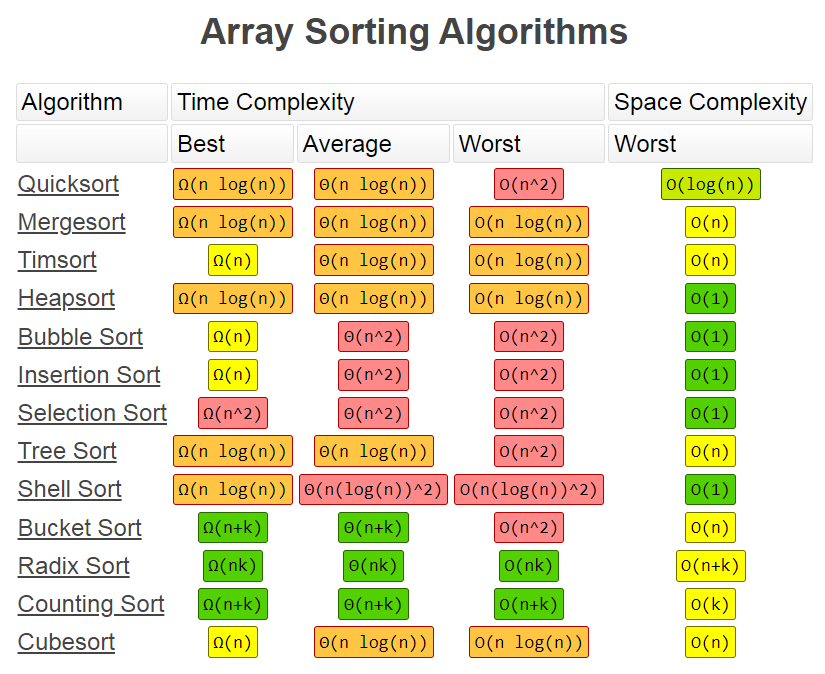 Array Sorting Algorithms
Algorithm Time Complexity Space Complexity
Best Average Worst Worst
Quicksort Ω(n log(n)) Θ(n log(n)) O(n^2) O(log(n))
Mergesort Ω(n log(n)) Θ(n log(n)) O(n log(n)) O(n)
Timsort Ω(n) Θ(n log(n)) O(n log(n)) O(n)
Heapsort Ω(n log(n)) Θ(n log(n)) O(n log(n)) O(1)
Bubble Sort Ω(n) Θ(n^2) O(n^2) O(1)
Insertion Sort Ω(n) Θ(n^2) O(n^2) O(1)
Selection Sort Ω(n^2) Θ(n^2) O(n^2) O(1)
Tree Sort Ω(n log(n)) Θ(n log(n)) O(n^2) O(n)
Shell Sort Ω(n log(n)) Θ(n(log(n))^2) O(n(log(n))^2) O(1)
Bucket Sort Ω(n+k) Θ(n+k) O(n^2) O(n)
Radix Sort Ω(nk) Θ(nk) O(nk) O(n+k)
Counting Sort Ω(n+k) Θ(n+k) O(n+k) O(k)
Cubesort Ω(n) Θ(n log(n)) O(n log(n)) O(n)